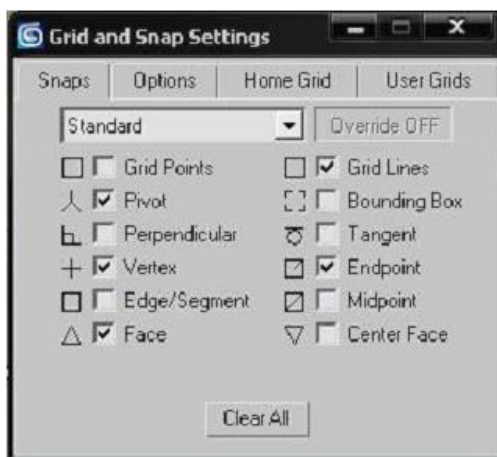 Grid and Snap Settings
Snaps Options Home Grid User Grids
Standard Override OFF
Grid Points Grid Lines
Pivot Bounding Box
Perpendicular Tangent
Vertex Endpoint
Edge/Segment Midpoint
Face Center Face
Clear All